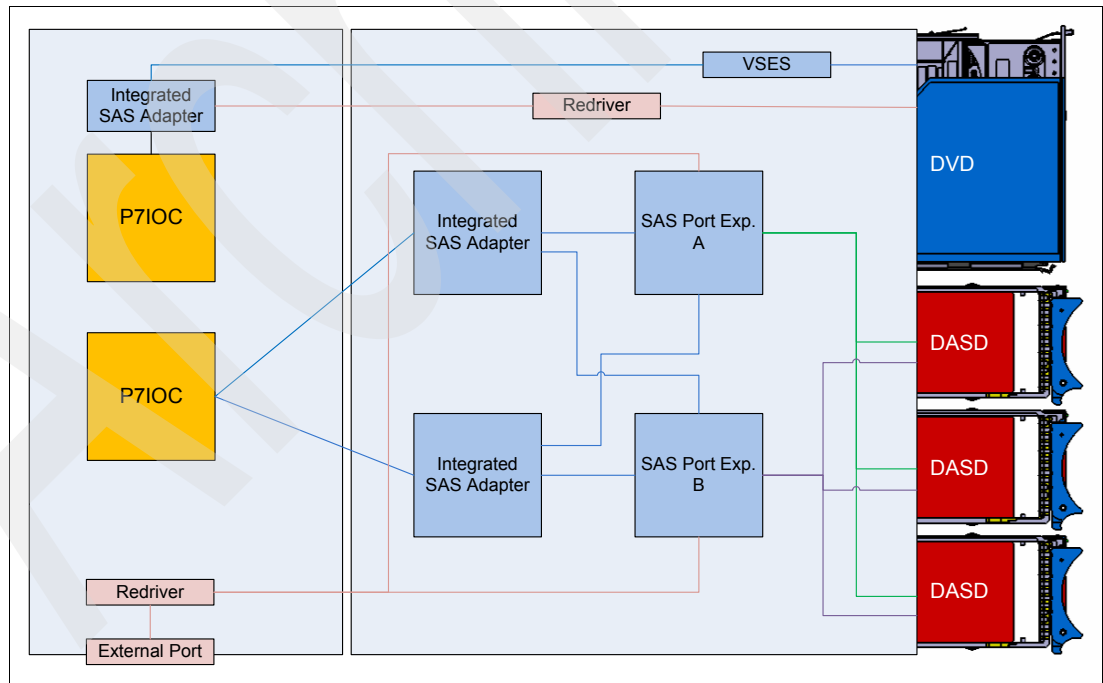 VSES
Integrated
SAS Adapter
Redriver
DVD
P7IOC
Integrated
SAS Adapter
SAS Port Exp.
A
DASD
P7IOC
Integrated
SAS Adapter
SAS Port Exp.
B
DASD
Redriver
DASD
External Port